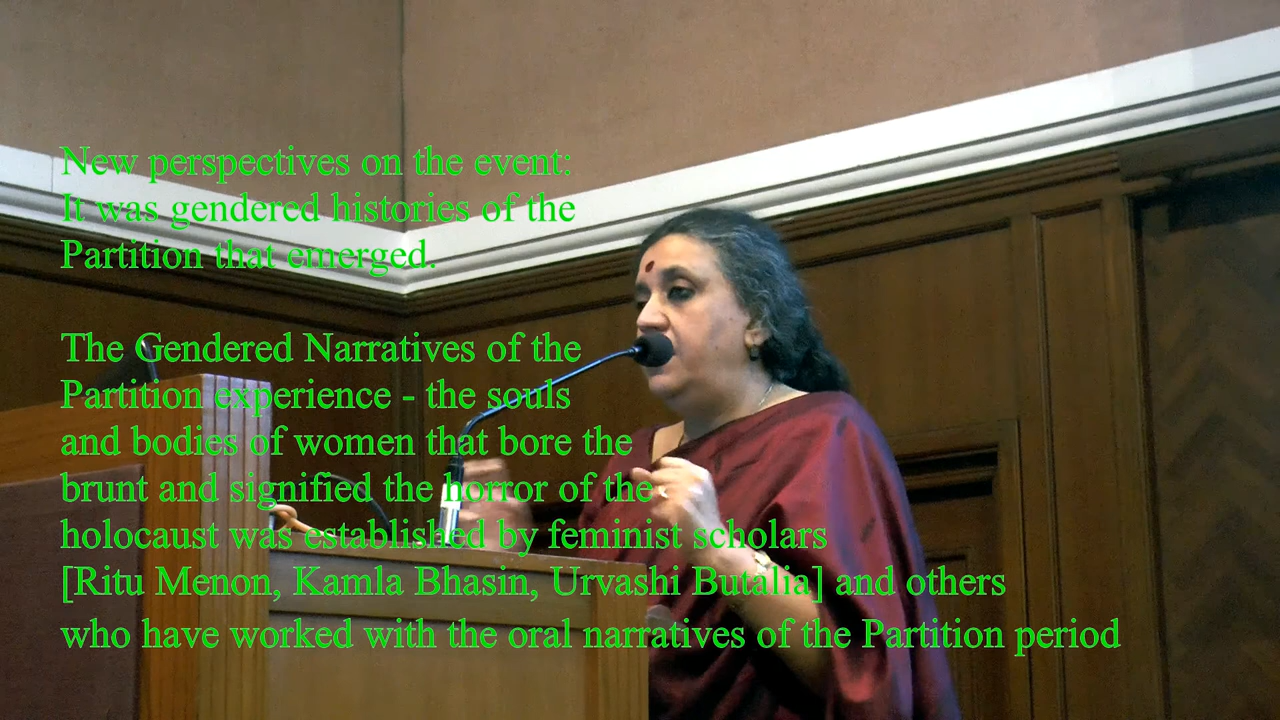 New perspectives on the event:
It was gendered histories of the
Partition that emerged.
The Gendered Narratives of the
Partition experience - the souls
and bodies of women that bore the
brunt and signified the horror of the
holocaust was established by feminist scholars
[Ritu Menon, Kamla Bhasin, Urvashi Butalia] and others
who have worked with the oral narratives of the Partition period